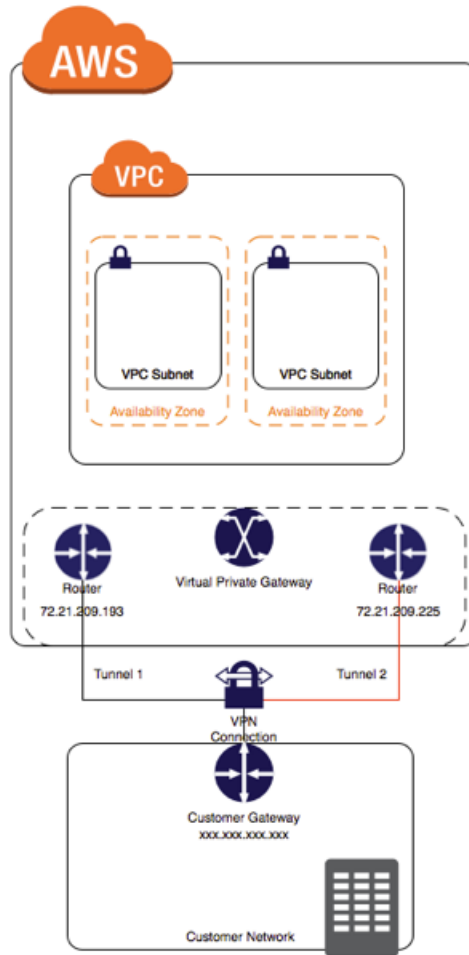 AWS
VPC
VPC Subnet
VPC Subnet
Availability Zone
Availability Zone
Router
Virtual Private Gateway
Router
72.21.209.193
72.21.209.225
Tunnel 1
Tunnel 2
VPN
Connection
Customer Gateway
xxx.xxx.xxx.xxx
Customer Network